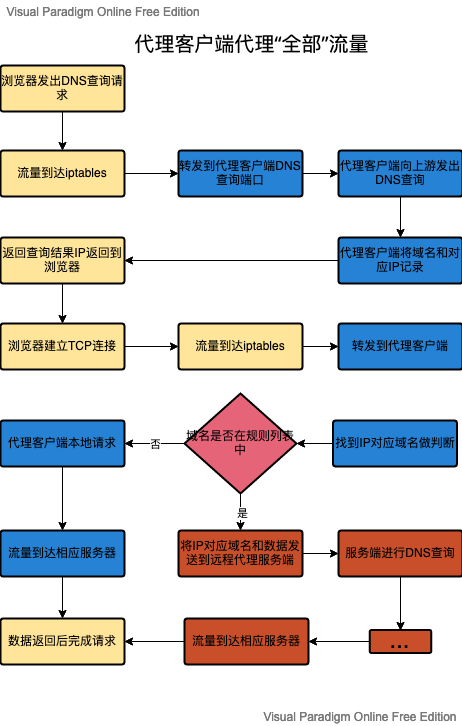 Visual Paradigm Online Free Edition
代理客户端代理“全部”流量
浏览器发出DNS查询请
求
流量到达iptables
转发到代理客户端DNS
查询端口
代理客户端向上游发出
DNS查询
返回查询结果IP返回到
浏览器
代理客户端将域名和对
应IP记录
浏览器建立TCP连接
流量到达iptables
转发到代理客户端
代理客户端本地请求
否
域名是否在规则列表
中
找到IP对应域名做判断
是
流量到达相应服务器
将IP对应域名和数据发
送到远程代理服务端
服务端进行DNS查询
数据返回后完成请求
流量到达相应服务器
...
Visual Paradigm Online Free Edition